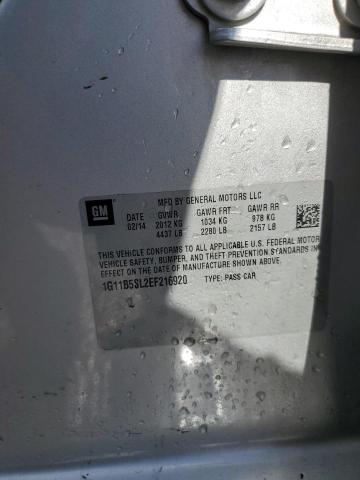 MFD BY GENERAL MOTORS LLC
GM
DATE GVWR GAWR FRT GAWR RR
02/14 2012 KG 1034 KG 978 KG
4437 LB 2280 LB 2157 LB
THIS VEHICLE CONFORMS TO ALL APPLICABLE U.S. FEDERAL MOTOR
VEHICLE SAFETY, BUMPER, AND THEFT PREVENTION STANDARDS IN
EFFECT ON THE DATE OF MANUFACTURE SHOWN ABOVE.
1G11B5SL2EF216920 TYPE: PASS CAR